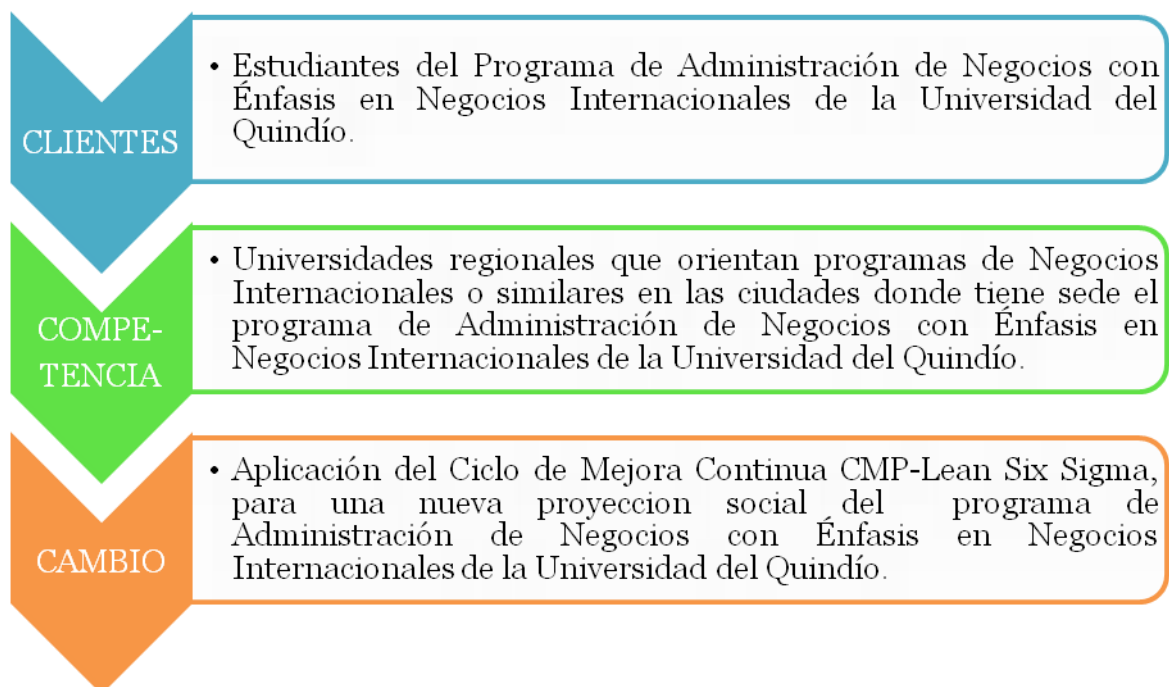 CLIENTES
• Estudiantes del Programa de Administración de Negocios con
Énfasis en Negocios Internacionales de la Universidad del
Quindío.
COMPE-
TENCIA
• Universidades regionales que orientan programas de Negocios
Internacionales o similares en las ciudades donde tiene sede el
programa de Administración de Negocios con Énfasis en
Negocios Internacionales de la Universidad del Quindío.
CAMBIO
• Aplicación del Ciclo de Mejora Continua CMP-Lean Six Sigma,
para una nueva proyeccion social del programa de
Administración de Negocios con Énfasis en Negocios
Internacionales de la Universidad del Quindío.